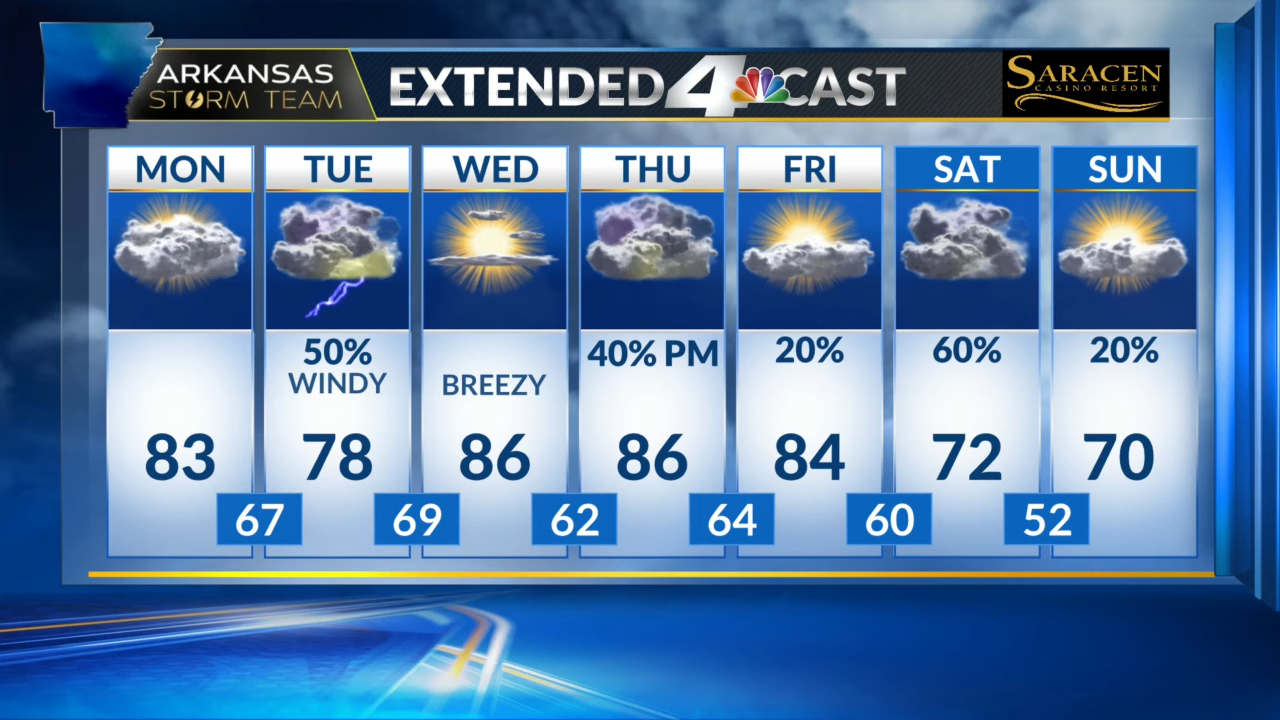 ARKANSAS
STORM TEAM
EXTENDED 4 CAST
SARACEN
CASINO RESORT
MON TUE WED THU FRI SAT SUN
50% 40% PM 20% 60% 20%
WINDY BREEZY
83 78 86 86 84 72 70
67 69 62 64 60 52